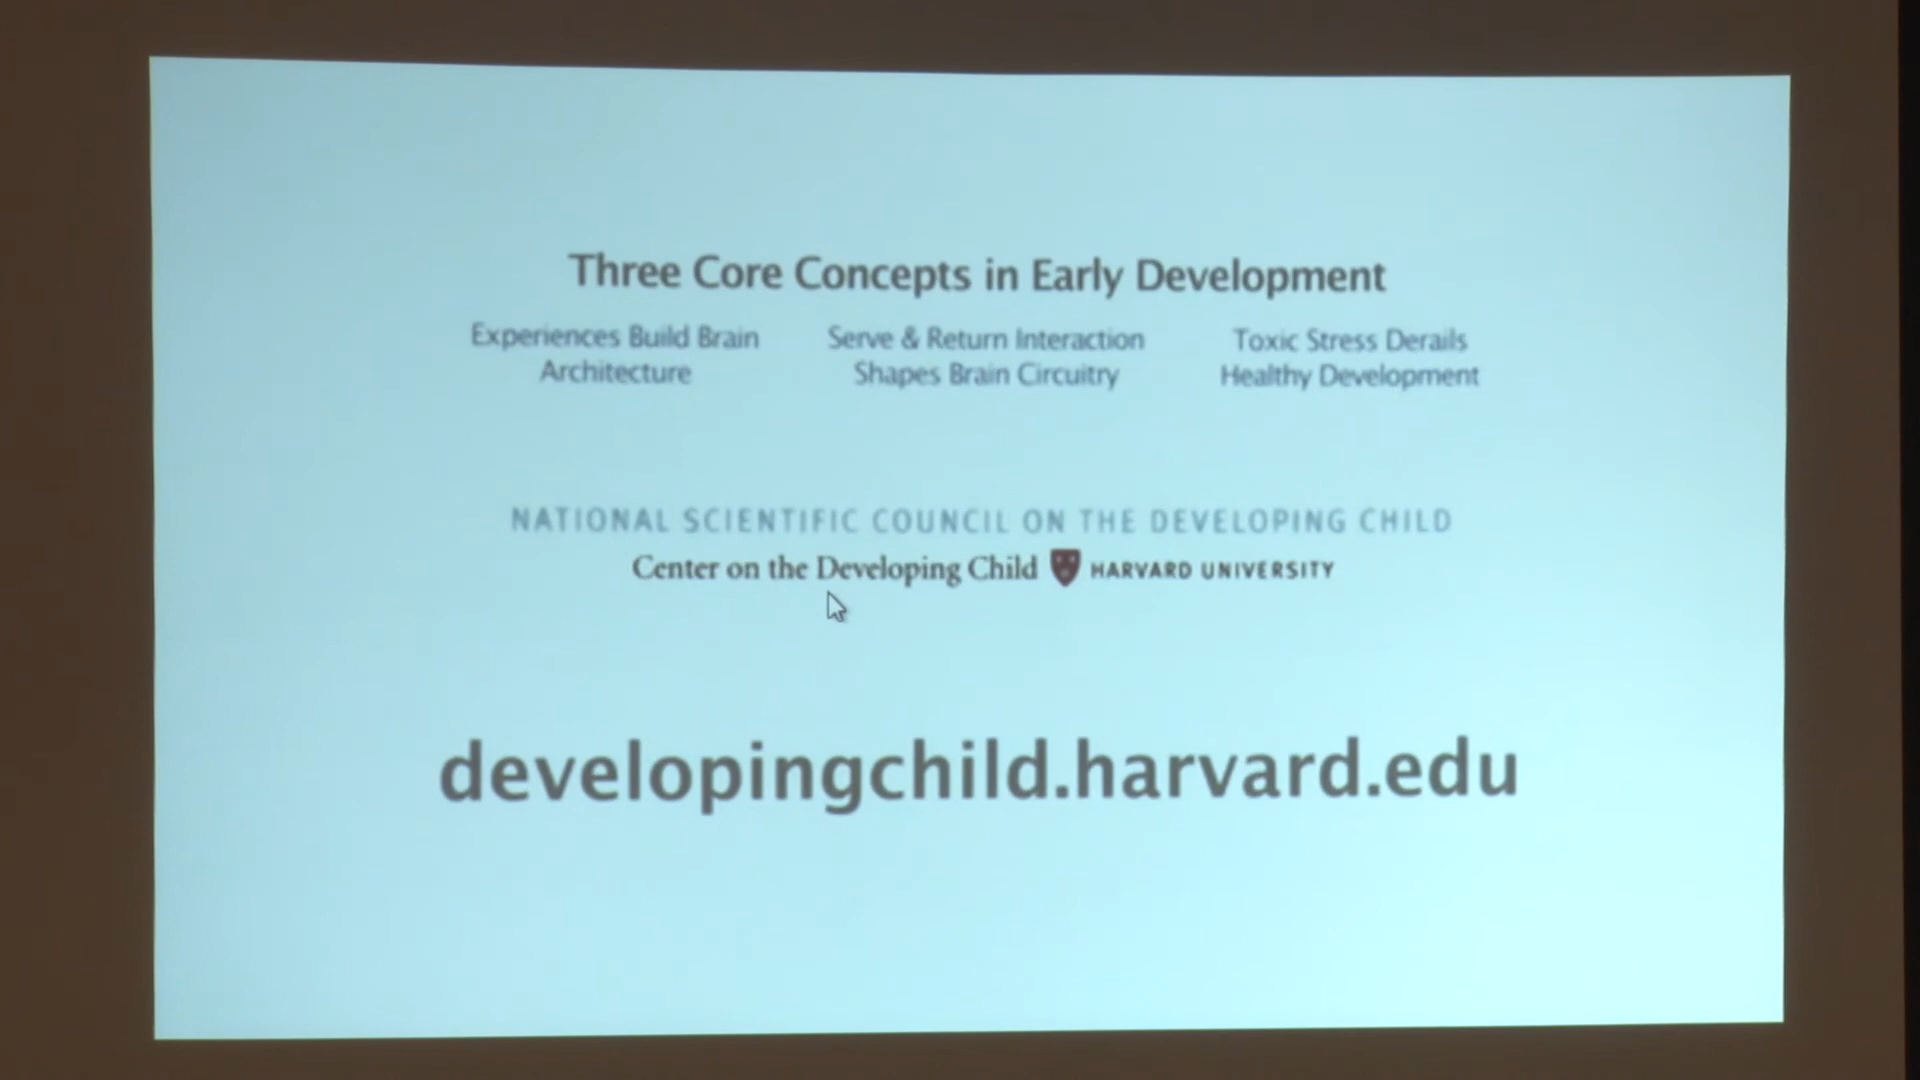 Three Core Concepts in Early Development
Experiences Build Brain
Architecture
Serve & Return Interaction
Shapes Brain Circuitry
Toxic Stress Derails
Healthy Development
NATIONAL SCIENTIFIC COUNCIL ON THE DEVELOPING CHILD
Center on the Developing Child HARVARD UNIVERSITY
developingchild.harvard.edu